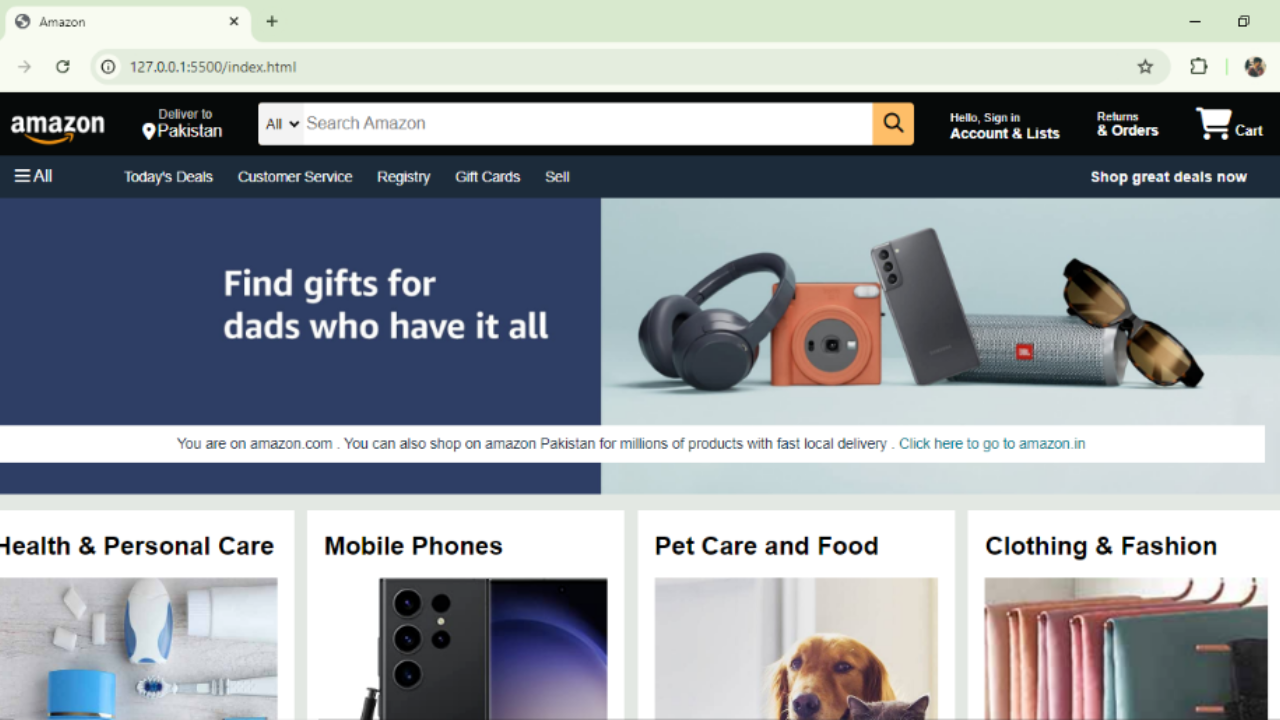 Amazon
127.0.0.1:5500/index.html
amazon
Deliver to
Pakistan
All
Search Amazon
Hello, Sign in
Account & Lists
Returns
& Orders
Cart
All
Today's Deals
Customer Service
Registry
Gift Cards
Sell
Shop great deals now
Find gifts for
dads who have it all
SAMSUNG
JBL
You are on amazon.com . You can also shop on amazon Pakistan for millions of products with fast local delivery . Click here to go to amazon.in
Health & Personal Care
Mobile Phones
Pet Care and Food
Clothing & Fashion